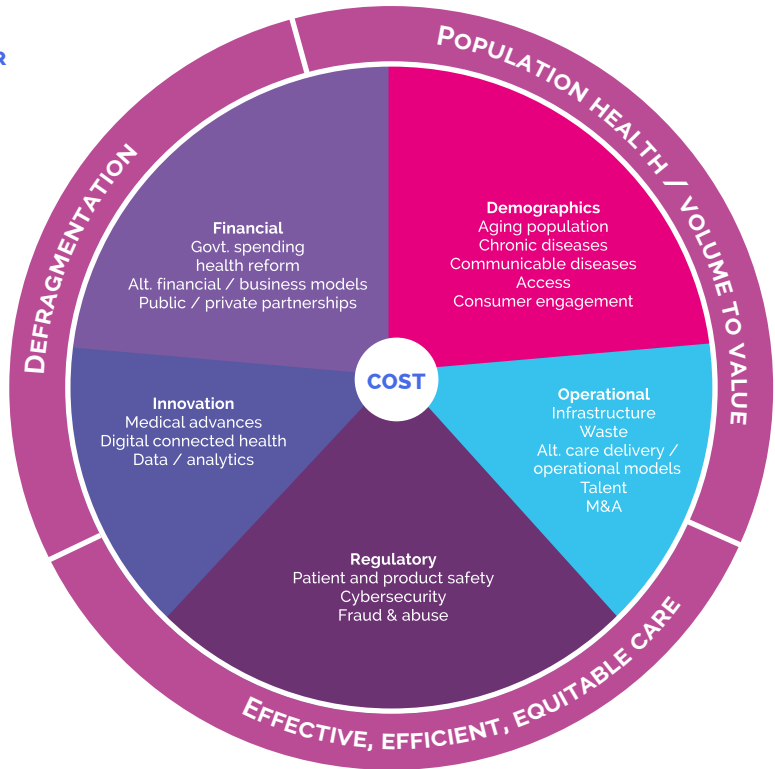 R
POPULATION HEALTH / VOLUME TO VALUE
DEFRAGMENTATION
Financial
Govt. spending
health reform
Alt. financial / business models
Public / private partnerships
Demographics
Aging population
Chronic diseases
Communicable diseases
Access
Consumer engagement
COST
Innovation
Medical advances
Digital connected health
Data / analytics
Operational
Infrastructure
Waste
Alt. care delivery /
operational models
Talent
M&A
Regulatory
Patient and product safety
Cybersecurity
Fraud & abuse
EFFECTIVE, EFFICIENT, EQUITABLE CARE